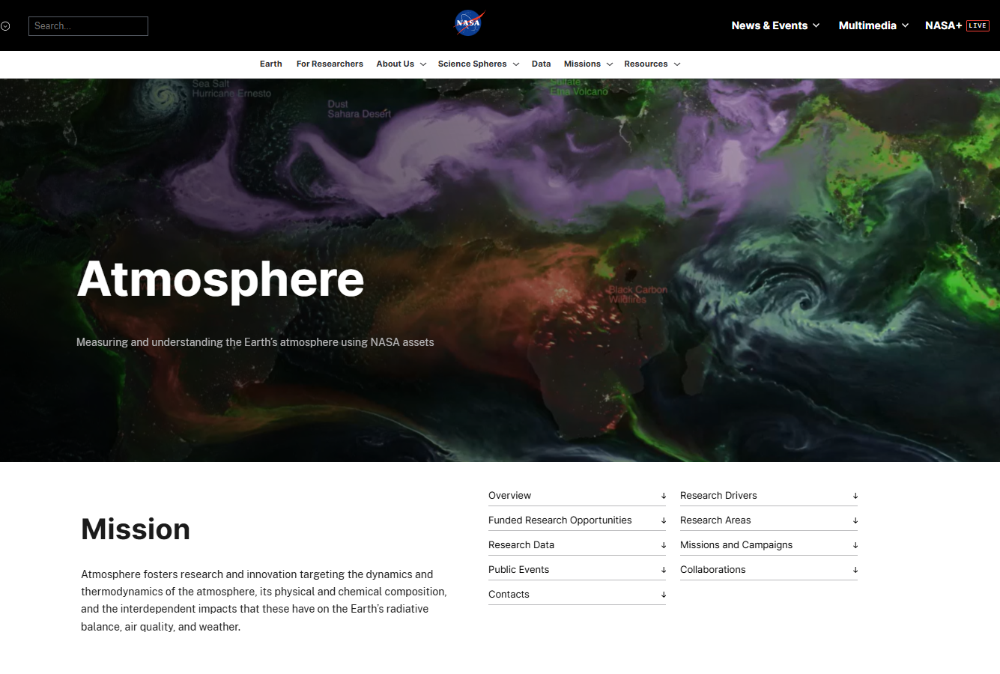 Search...
NASA
News & Events
Multimedia
NASA+ LIVE
Earth
For Researchers
About Us
Science Spheres
Data
Missions
Resources
Sea Salt
Hurricane Ernesto
Dust
Sahara Desert
Sulfate
Etna Volcano
Black Carbon
Wildfires
Atmosphere
Measuring and understanding the Earth's atmosphere using NASA assets
Mission
Atmosphere fosters research and innovation targeting the dynamics and
thermodynamics of the atmosphere, its physical and chemical composition,
and the interdependent impacts that these have on the Earth's radiative
balance, air quality, and weather.
Overview
Funded Research Opportunities
Research Data
Public Events
Contacts
Research Drivers
Research Areas
Missions and Campaigns
Collaborations